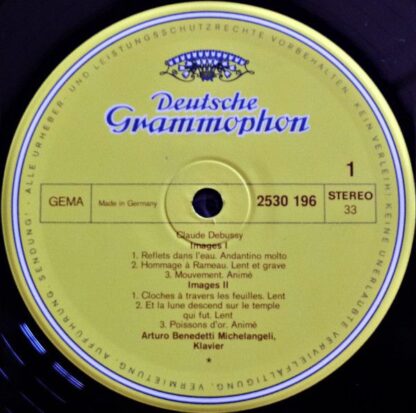 ALLE URHEBER- UND LEISTUNGSSCHUTZRECHTE VORBEHALTEN · KEIN VERLEIH! KEINE UNERLAUBTE VERVIELFÄLTIGUNG, VERMIETUNG, AUFFÜHRUNG, SENDUNG!
Deutsche
Grammophon
1
GEMA
Made in Germany
2530 196
STEREO
33
Claude Debussy
Images I
1. Reflets dans l'eau. Andantino molto
2. Hommage à Rameau. Lent et grave
3. Mouvement. Animé
Images II
1. Cloches à travers les feuilles. Lent
2. Et la lune descend sur le temple
qui fut. Lent
3. Poissons d'or. Animé
Arturo Benedetti Michelangeli,
Klavier
*